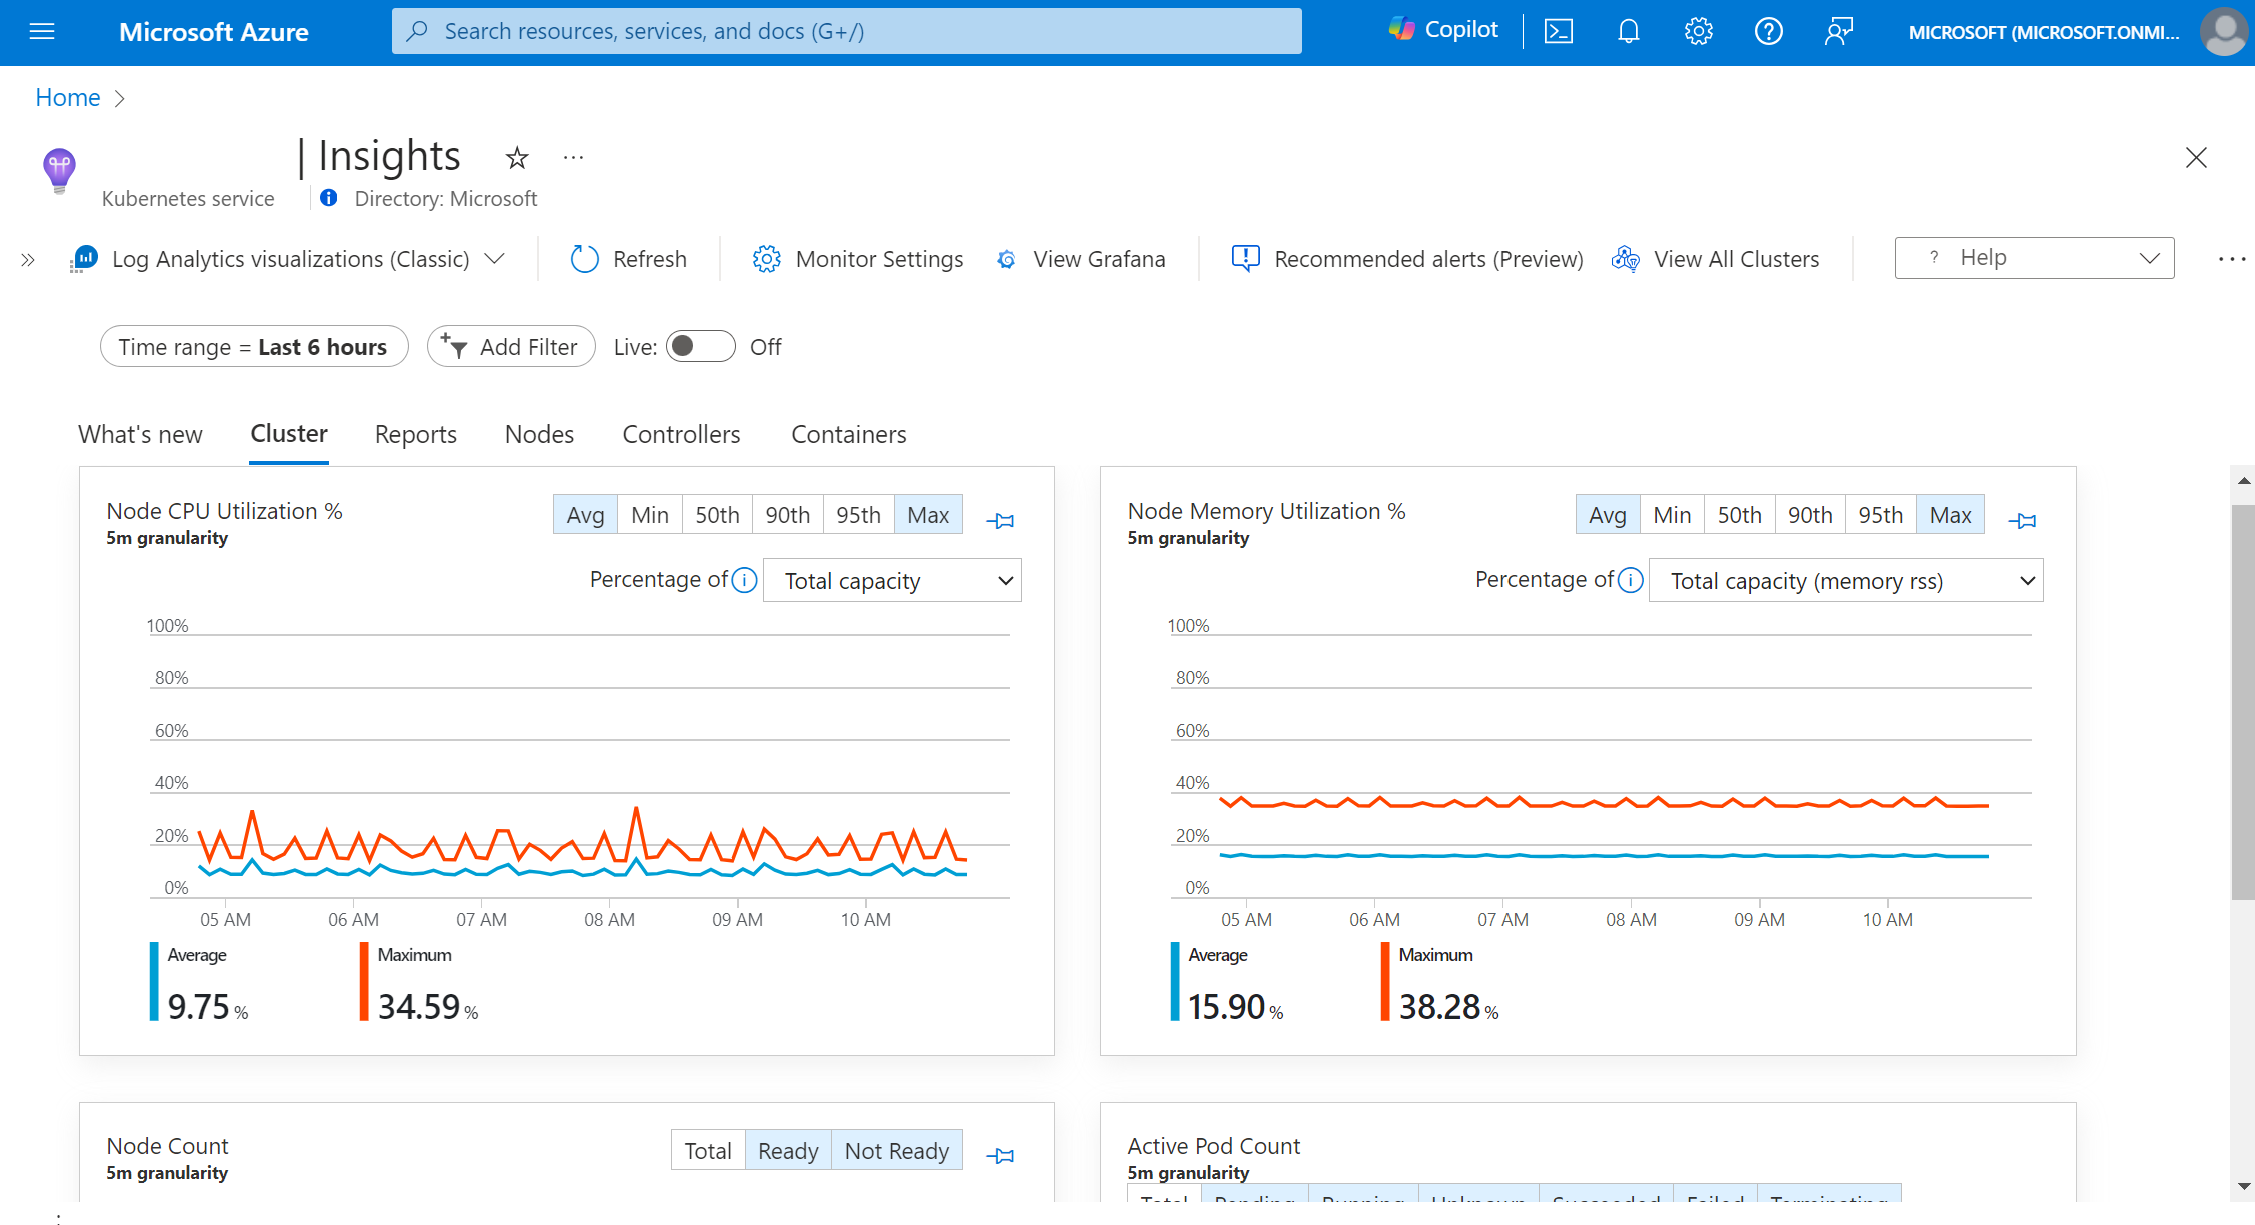 Microsoft Azure
Search resources, services, and docs (G+/)
Copilot
MICROSOFT (MICROSOFT.ONMI...
Home
| Insights
Kubernetes service
Directory: Microsoft
Log Analytics visualizations (Classic)
Refresh
Monitor Settings
View Grafana
Recommended alerts (Preview)
View All Clusters
? Help
Time range = Last 6 hours
Add Filter
Live:
Off
What's new
Cluster
Reports
Nodes
Controllers
Containers
Node CPU Utilization %
5m granularity
Avg Min 50th 90th 95th Max
Percentage of
Total capacity
100%
80%
60%
40%
20%
0%
05 AM 06 AM 07 AM 08 AM 09 AM 10 AM
Average
9.75 %
Maximum
34.59 %
Node Memory Utilization %
5m granularity
Avg Min 50th 90th 95th Max
Percentage of
Total capacity (memory rss)
100%
80%
60%
40%
20%
0%
05 AM 06 AM 07 AM 08 AM 09 AM 10 AM
Average
15.90 %
Maximum
38.28 %
Node Count
5m granularity
Total Ready Not Ready
Active Pod Count
5m granularity
Total Pending Running Unknown Succeeded Failed Terminating